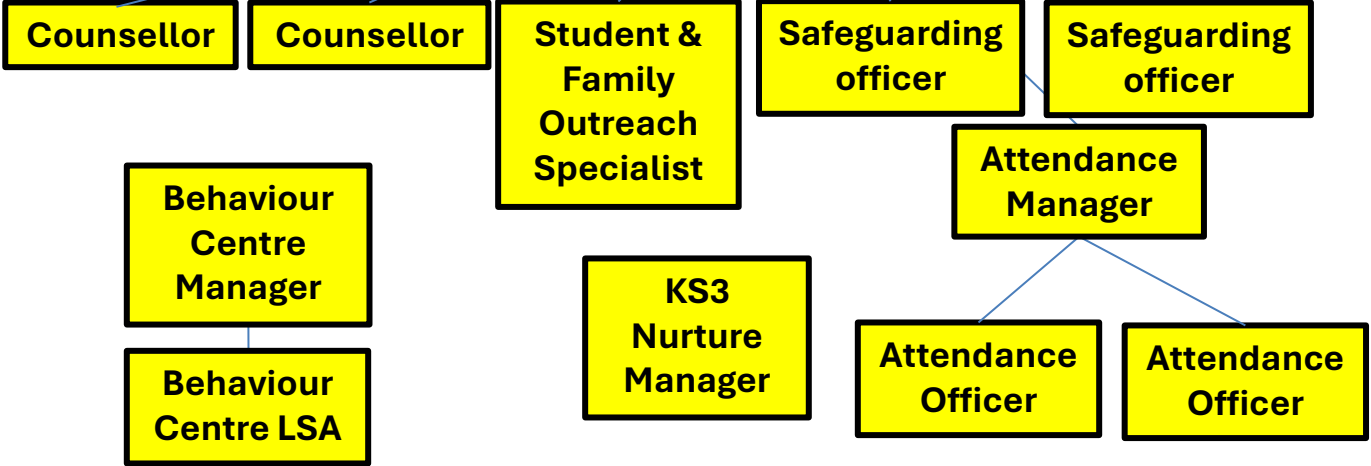 Counsellor
Counsellor
Student &
Family
Outreach
Specialist
Safeguarding
officer
Safeguarding
officer
Attendance
Manager
Behaviour
Centre
Manager
KS3
Nurture
Manager
Attendance
Officer
Attendance
Officer
Behaviour
Centre LSA